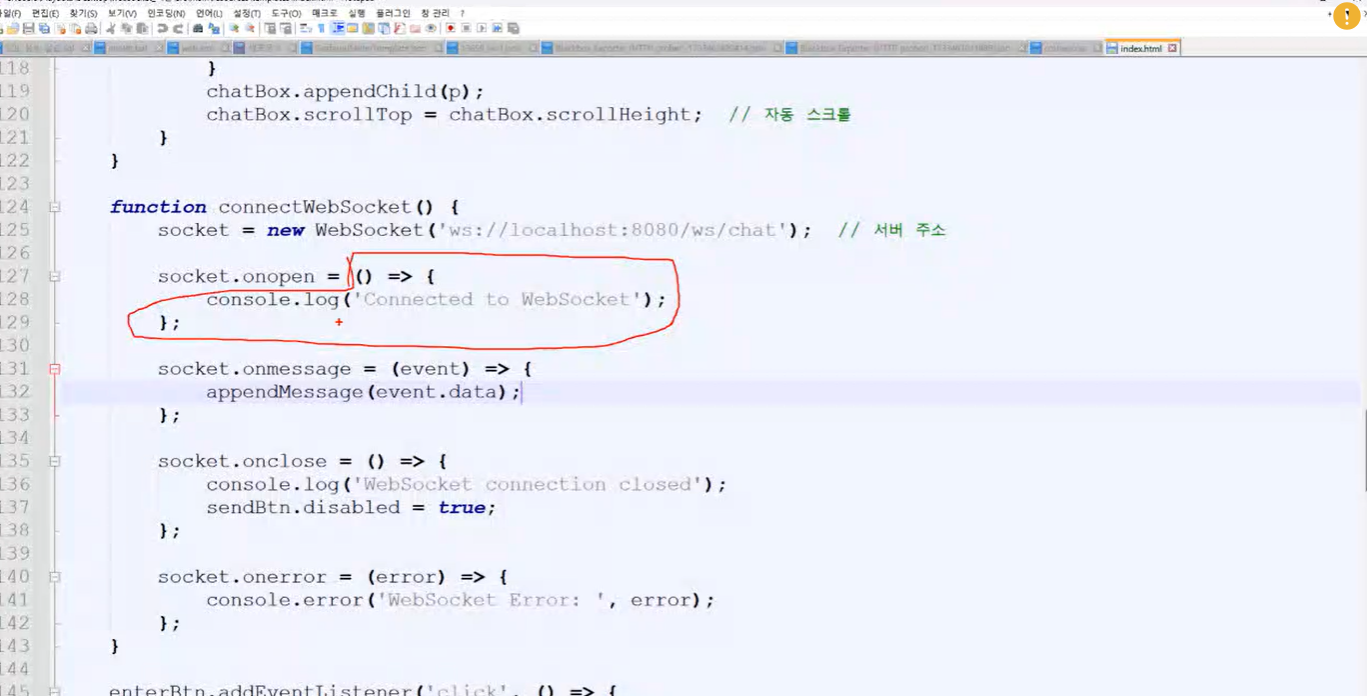 편집(E) 찾기(S) 보기(V) 인코딩(N) 언어(L) 설정(T) 도구(O) 매크로 실행 플러그인 창 관리 ?
index.html
118 }
119 chatBox.appendChild(p);
120 chatBox.scrollTop = chatBox.scrollHeight; // 자동 스크롤
121 }
122 }
123
124 function connectWebSocket() {
125 socket = new WebSocket('ws://localhost:8080/ws/chat'); // 서버 주소
126
127 socket.onopen = () => {
128 console.log('Connected to WebSocket');
129 };
130
131 socket.onmessage = (event) => {
132 appendMessage(event.data);
133 };
134
135 socket.onclose = () => {
136 console.log('WebSocket connection closed');
137 sendBtn.disabled = true;
138 };
139
140 socket.onerror = (error) => {
141 console.error('WebSocket Error: ', error);
142 };
143 }
144
145 enterBtn.addEventListener('click', () => {